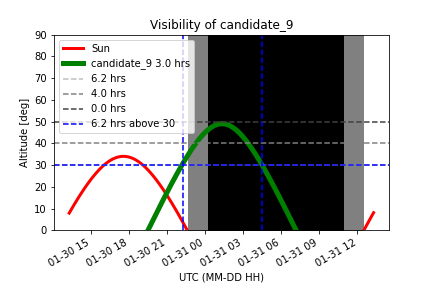 Visibility of candidate_9
Altitude [deg]
90
80
70
60
50
40
30
20
10
0
Sun
candidate_9 3.0 hrs
6.2 hrs
4.0 hrs
0.0 hrs
6.2 hrs above 30
01-30 15
01-30 18
01-30 21
01-31 00
01-31 03
01-31 06
01-31 09
01-31 12
UTC (MM-DD HH)